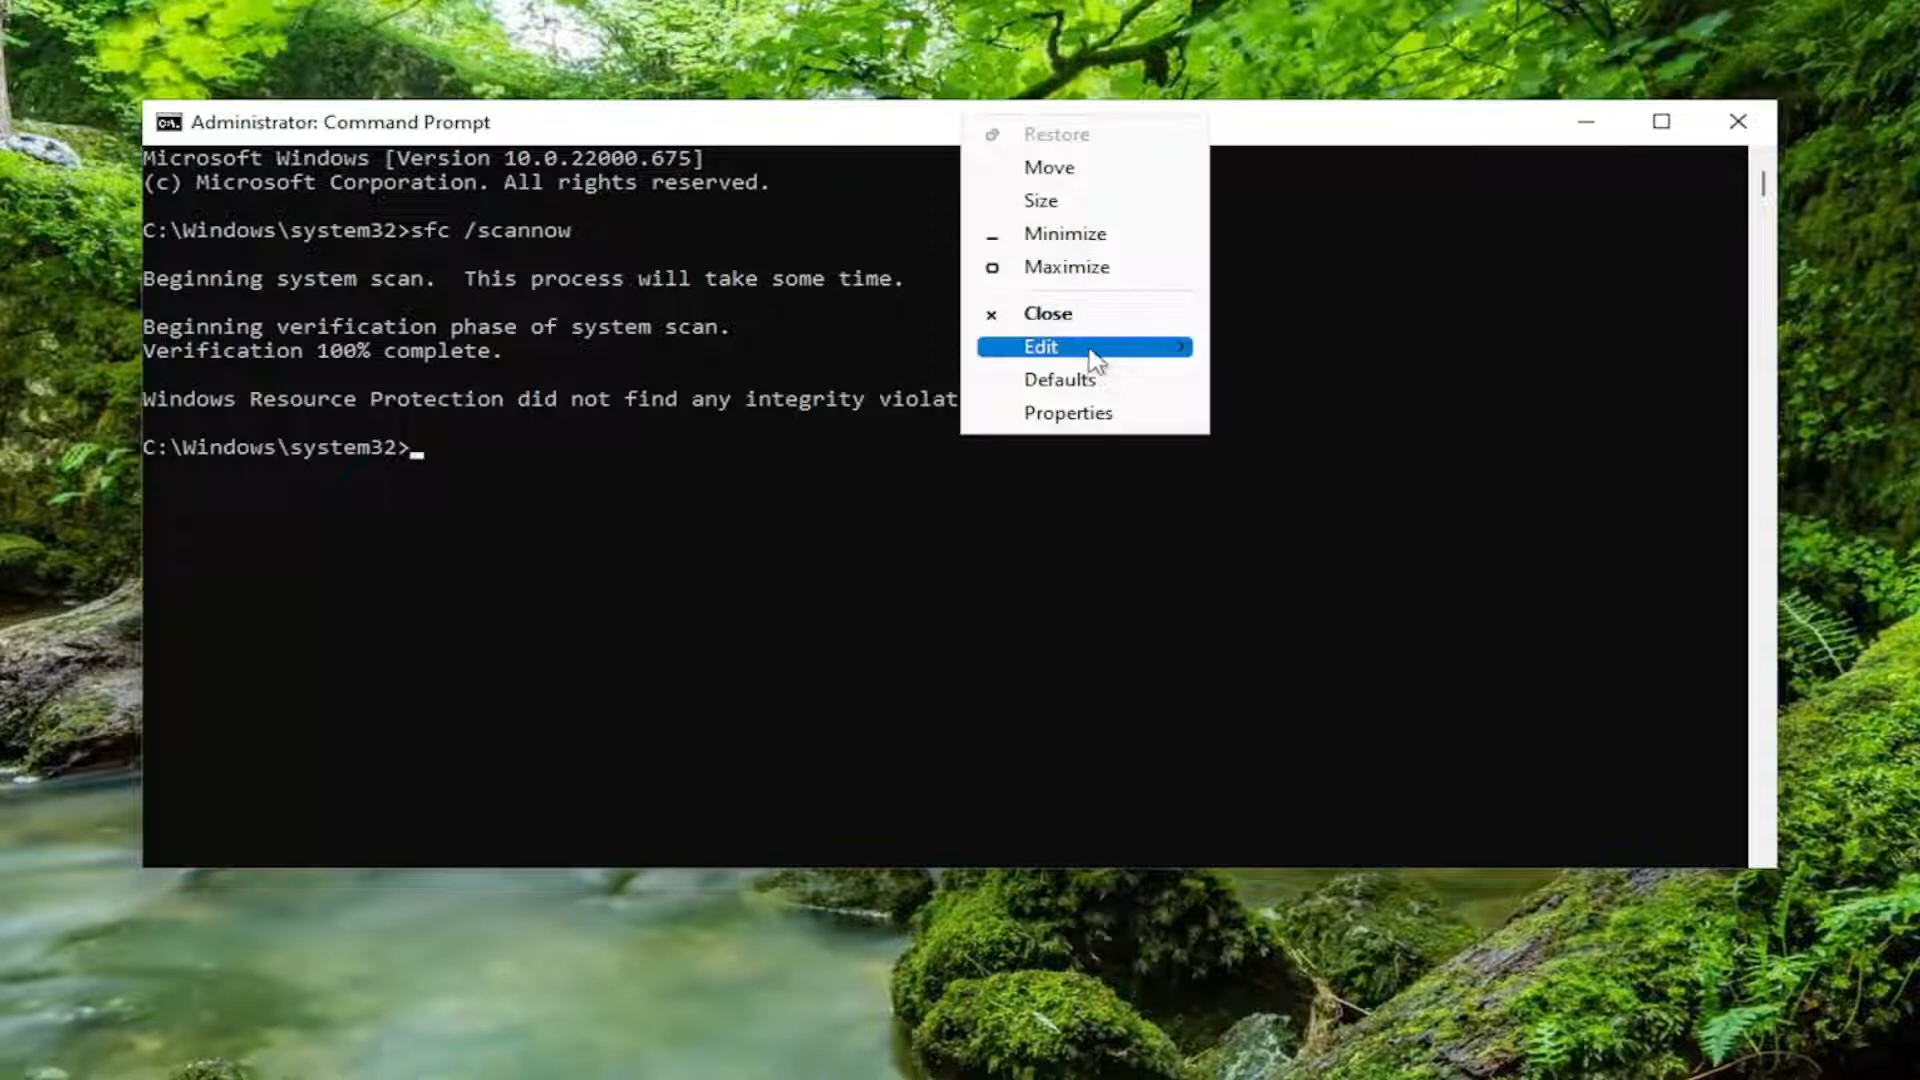 Administrator: Command Prompt
Microsoft Windows [Version 10.0.22000.675]
(c) Microsoft Corporation. All rights reserved.
C:\Windows\system32>sfc /scannow
Beginning system scan.  This process will take some time.
Beginning verification phase of system scan.
Verification 100% complete.
Windows Resource Protection did not find any integrity violat
C:\Windows\system32>
Restore
Move
Size
Minimize
Maximize
Close
Edit
Defaults
Properties